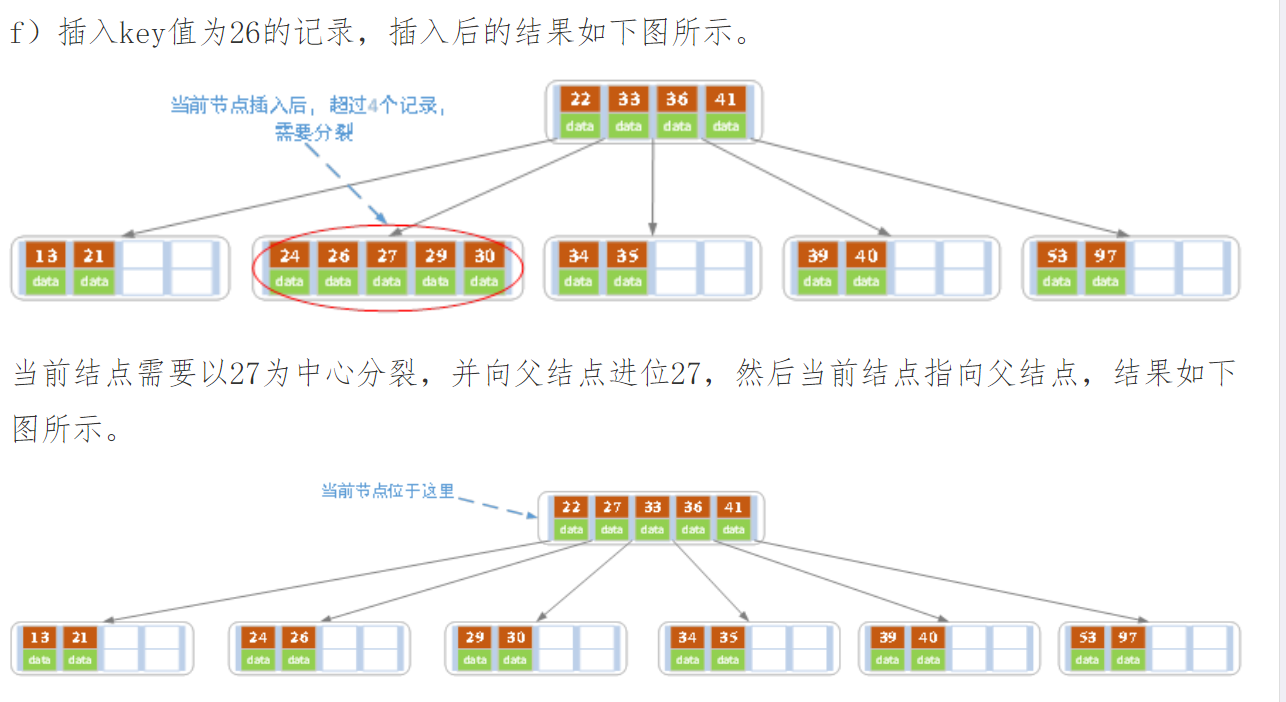 f）插入key值为26的记录，插入后的结果如下图所示。
当前节点插入后，超过4个记录，
需要分裂
22 33 36 41
data data data data
13 21 24 26 27 29 30 34 35 39 40 53 97
data data data data data data data data data data data data data
当前结点需要以27为中心分裂，并向父结点进位27，然后当前结点指向父结点，结果如下
图所示。
当前节点位于这里
22 27 33 36 41
data data data data data
13 21 24 26 29 30 34 35 39 40 53 97
data data data data data data data data data data data data